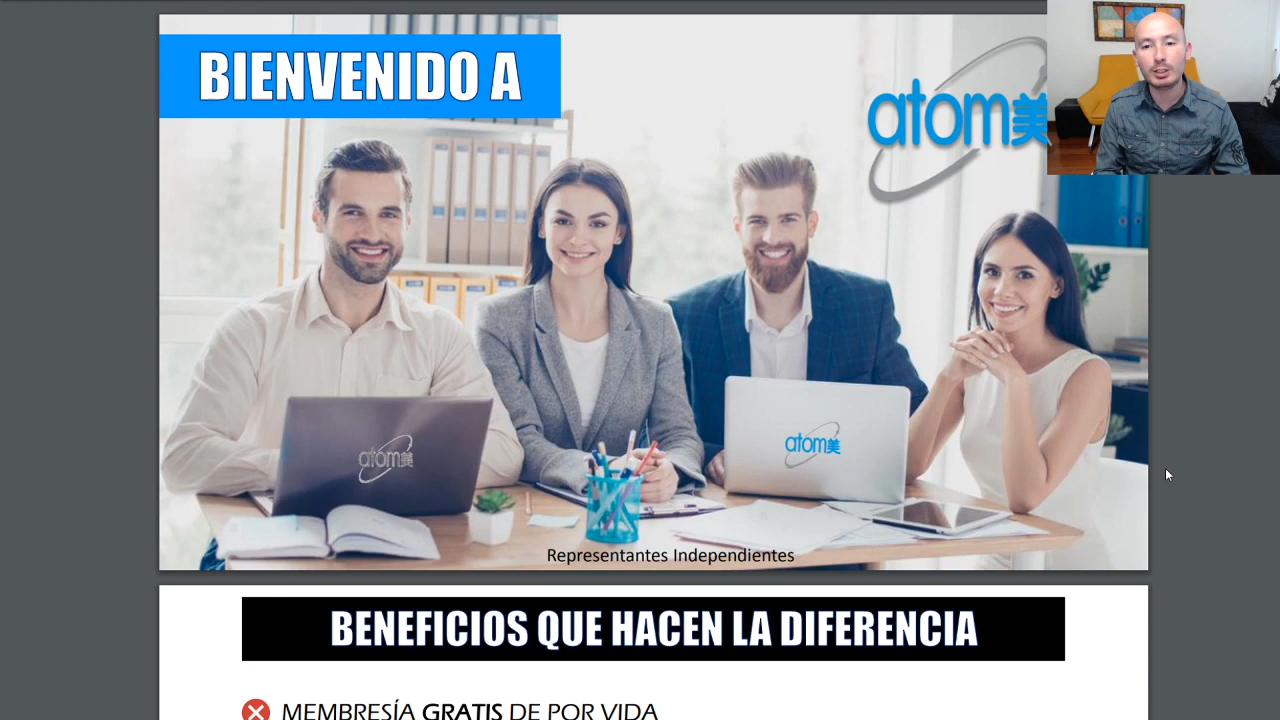 BIENVENIDO A
atom美
atom美
atom美
Representantes Independientes
BENEFICIOS QUE HACEN LA DIFERENCIA
MEMBRESÍA GRATIS DE POR VIDA